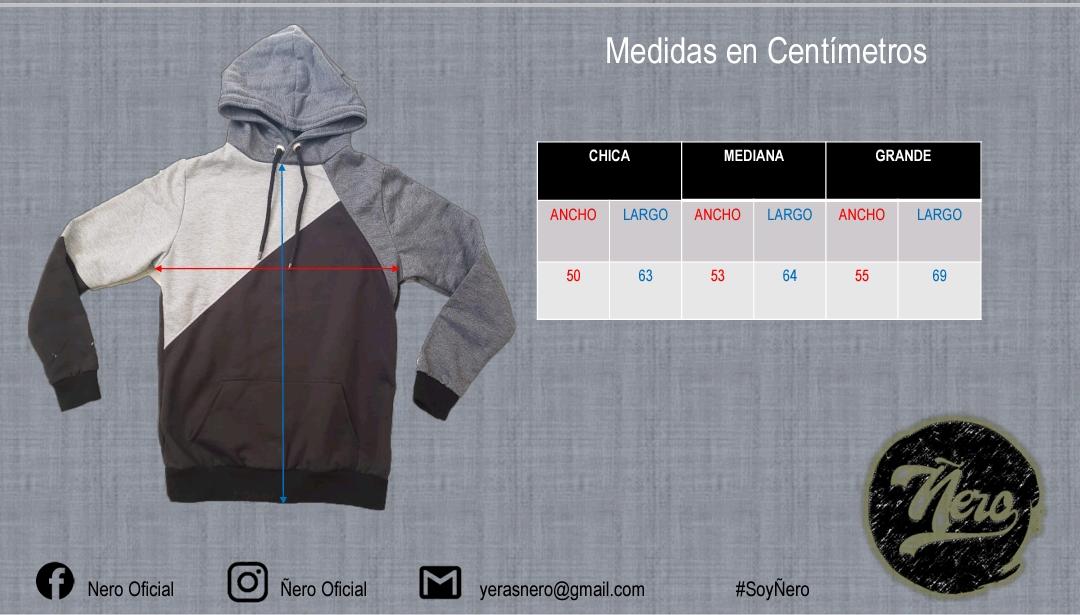 Medidas en Centímetros
CHICA MEDIANA GRANDE
ANCHO LARGO ANCHO LARGO ANCHO LARGO
50 63 53 64 55 69
Ñero
Nero Oficial Ñero Oficial yerasnero@gmail.com #SoyÑero